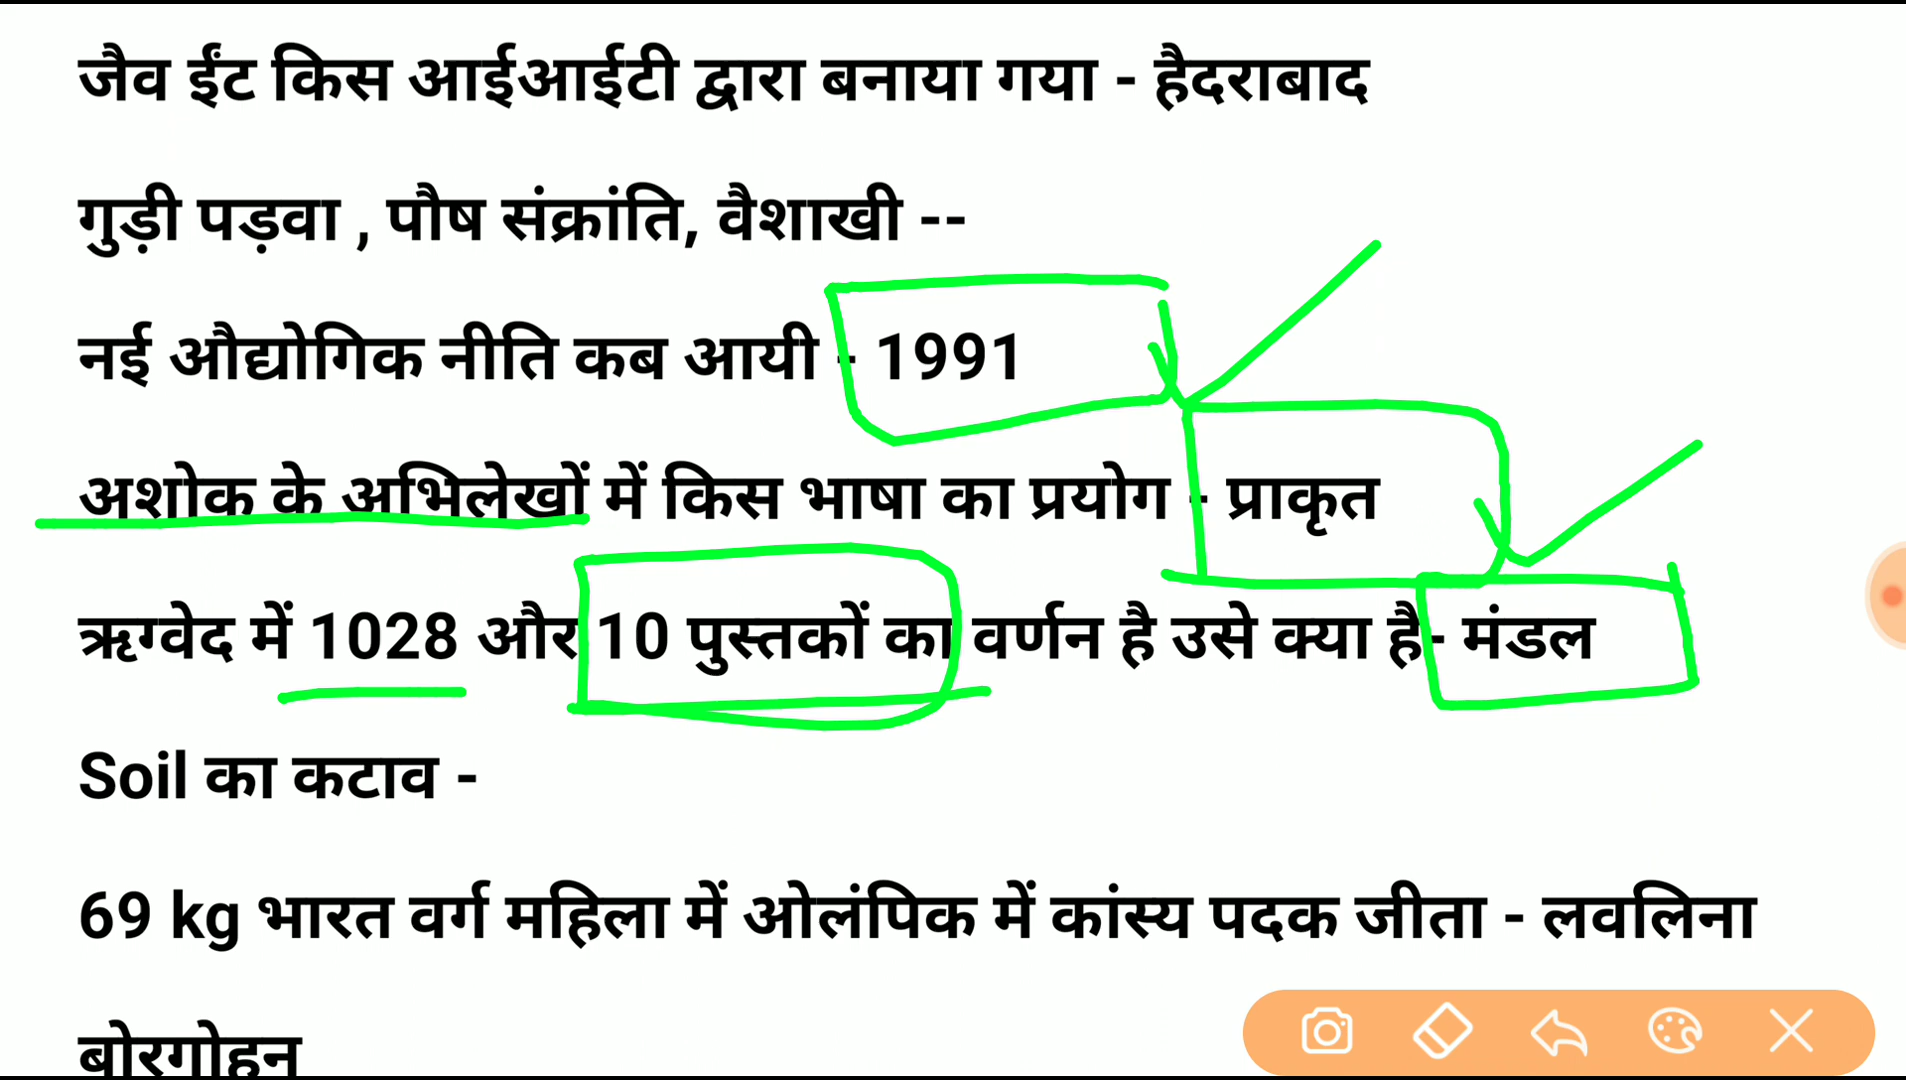 जैव ईंट किस आईआईटी द्वारा बनाया गया - हैदराबाद
गुड़ी पड़वा , पौष संक्रांति, वैशाखी --
नई औद्योगिक नीति कब आयी - 1991
अशोक के अभिलेखों में किस भाषा का प्रयोग - प्राकृत
ऋग्वेद में 1028 और 10 पुस्तकों का वर्णन है उसे क्या है- मंडल
Soil का कटाव -
69 kg भारत वर्ग महिला में ओलंपिक में कांस्य पदक जीता - लवलिना
बोरगोहन